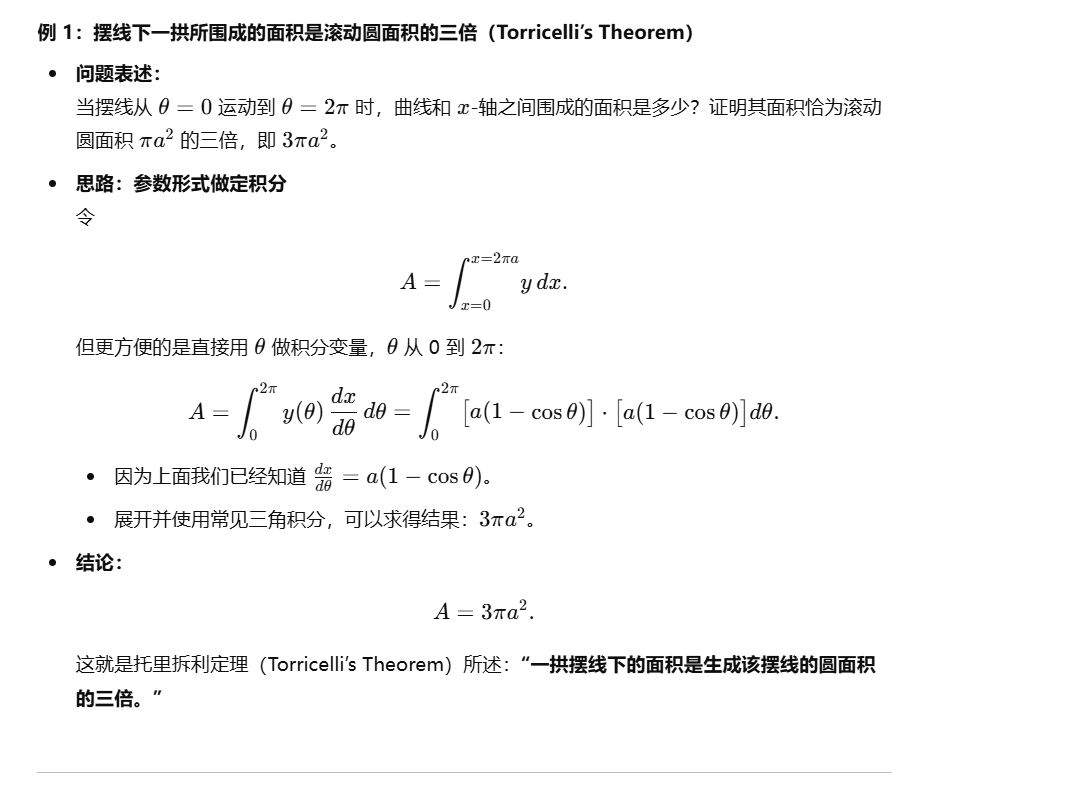 例 1：摆线下一拱所围成的面积是滚动圆面积的三倍（Torricelli’s Theorem）
• 问题表述：
当摆线从 θ = 0 运动到 θ = 2π 时，曲线和 x-轴之间围成的面积是多少？证明其面积恰为滚动
圆面积 πa² 的三倍，即 3πa²。
• 思路：参数形式做定积分
令
A = ∫_{x=0}^{x=2πa} y dx.
但更方便的是直接用 θ 做积分变量，θ 从 0 到 2π：
A = ∫_0^{2π} y(θ) dx/dθ dθ = ∫_0^{2π} [a(1 − cos θ)] · [a(1 − cos θ)]dθ.
• 因为上面我们已经知道 dx/dθ = a(1 − cos θ)。
• 展开并使用常见三角积分，可以求得结果：3πa²。
• 结论：
A = 3πa².
这就是托里拆利定理（Torricelli’s Theorem）所述：“一拱摆线下的面积是生成该摆线的圆面积
的三倍。”